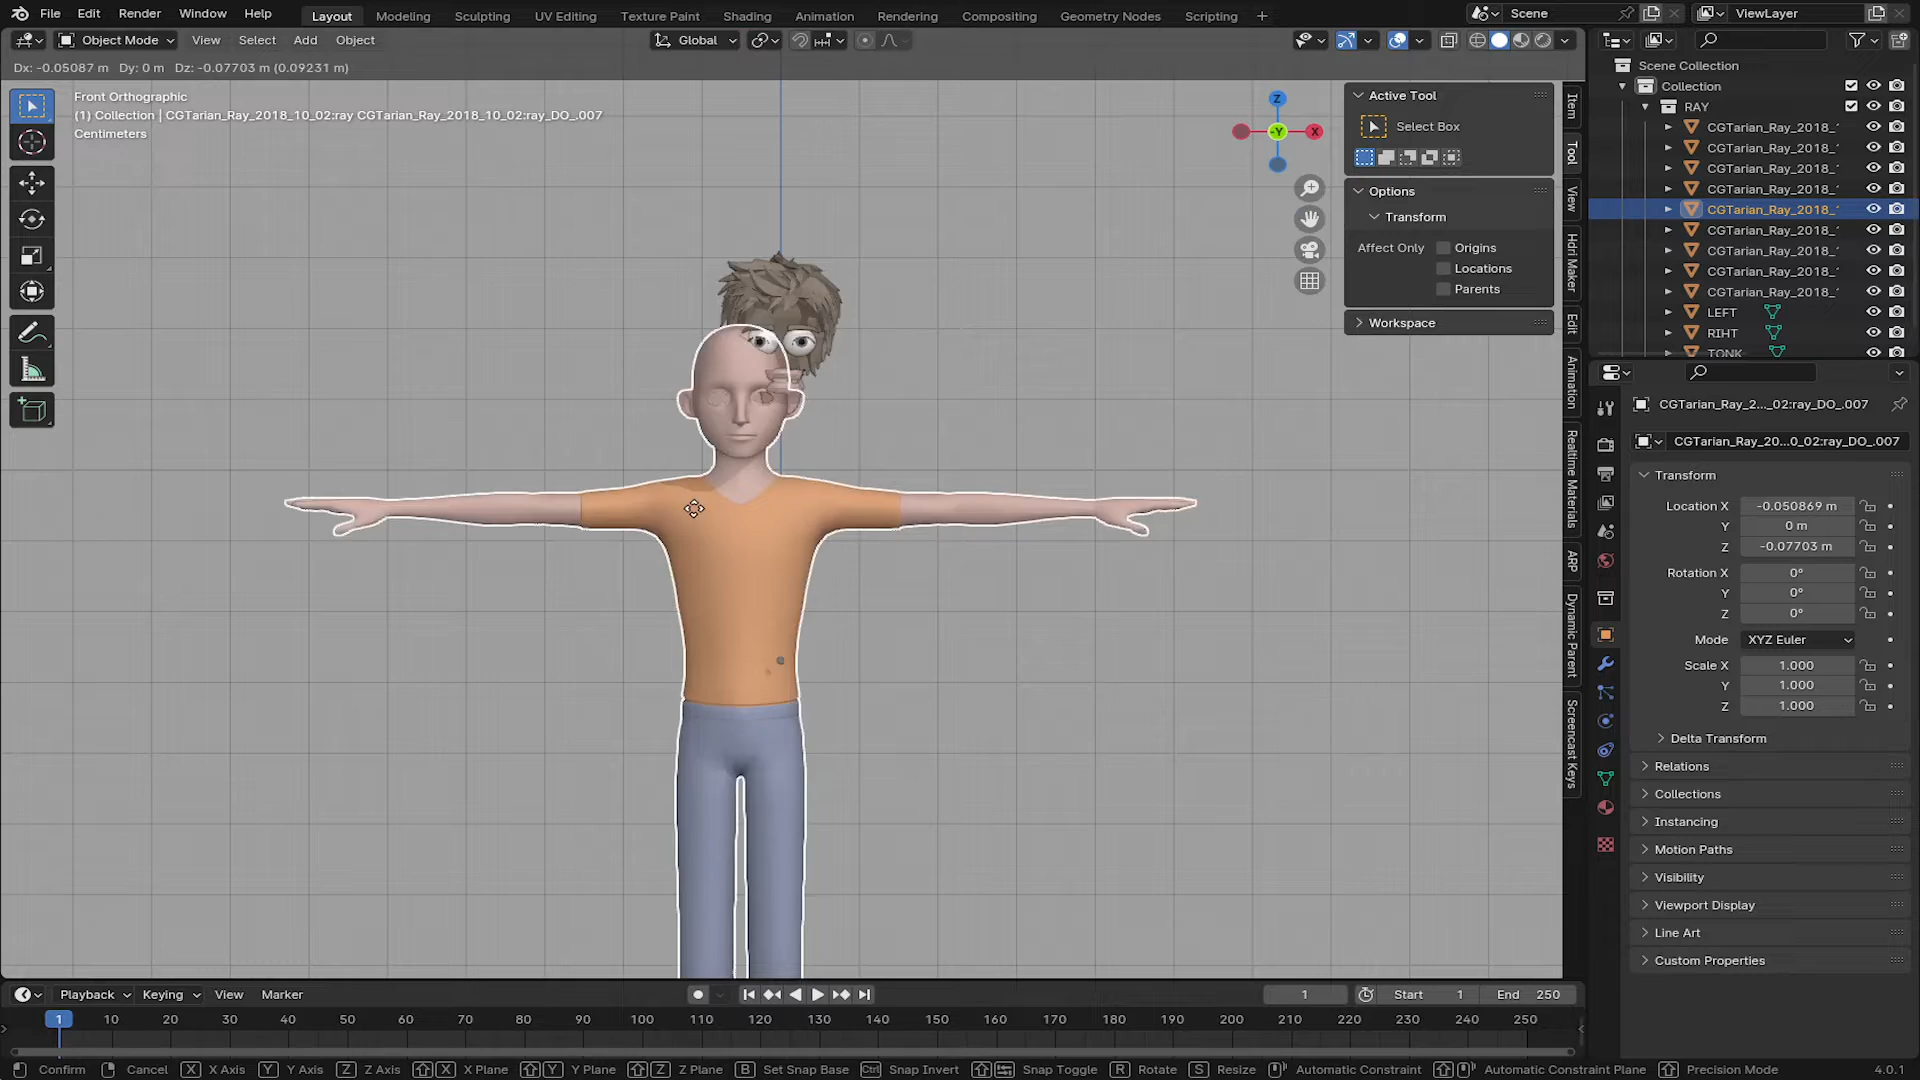 File Edit Render Window Help Layout Modeling Sculpting UV Editing Texture Paint Shading Animation Rendering Compositing Geometry Nodes Scripting + Scene ViewLayer
Object Mode View Select Add Object Global
Dx: -0.05087 m Dy: 0 m Dz: -0.07703 m (0.09231 m)
Front Orthographic
(1) Collection | CGTarian_Ray_2018_10_02:ray CGTarian_Ray_2018_10_02:ray_DO_.007
Centimeters
Z
-Y
X
Active Tool
Select Box
Options
Transform
Affect Only Origins
Locations
Parents
Workspace
Item
Tool
View
Hdri Maker
Edit
Animation
Realtime Materials
ARP
Dynamic Parent
Screencast Keys
Scene Collection
Collection
RAY
CGTarian_Ray_2018_
CGTarian_Ray_2018_
CGTarian_Ray_2018_
CGTarian_Ray_2018_
CGTarian_Ray_2018_
CGTarian_Ray_2018_
CGTarian_Ray_2018_
CGTarian_Ray_2018_
CGTarian_Ray_2018_
LEFT
RIHT
TONK
CGTarian_Ray_2..._02:ray_DO_.007
CGTarian_Ray_20...0_02:ray_DO_.007
Transform
Location X -0.050869 m
Y 0 m
Z -0.07703 m
Rotation X 0°
Y 0°
Z 0°
Mode XYZ Euler
Scale X 1.000
Y 1.000
Z 1.000
Delta Transform
Relations
Collections
Instancing
Motion Paths
Visibility
Viewport Display
Line Art
Custom Properties
Playback Keying View Marker 1 Start 1 End 250
1 10 20 30 40 50 60 70 80 90 100 110 120 130 140 150 160 170 180 190 200 210 220 230 240 250
Confirm Cancel X X Axis Y Y Axis Z Z Axis X X Plane Y Y Plane Z Z Plane B Set Snap Base Ctrl Snap Invert Snap Toggle R Rotate S Resize Automatic Constraint Automatic Constraint Plane Precision Mode 4.0.1